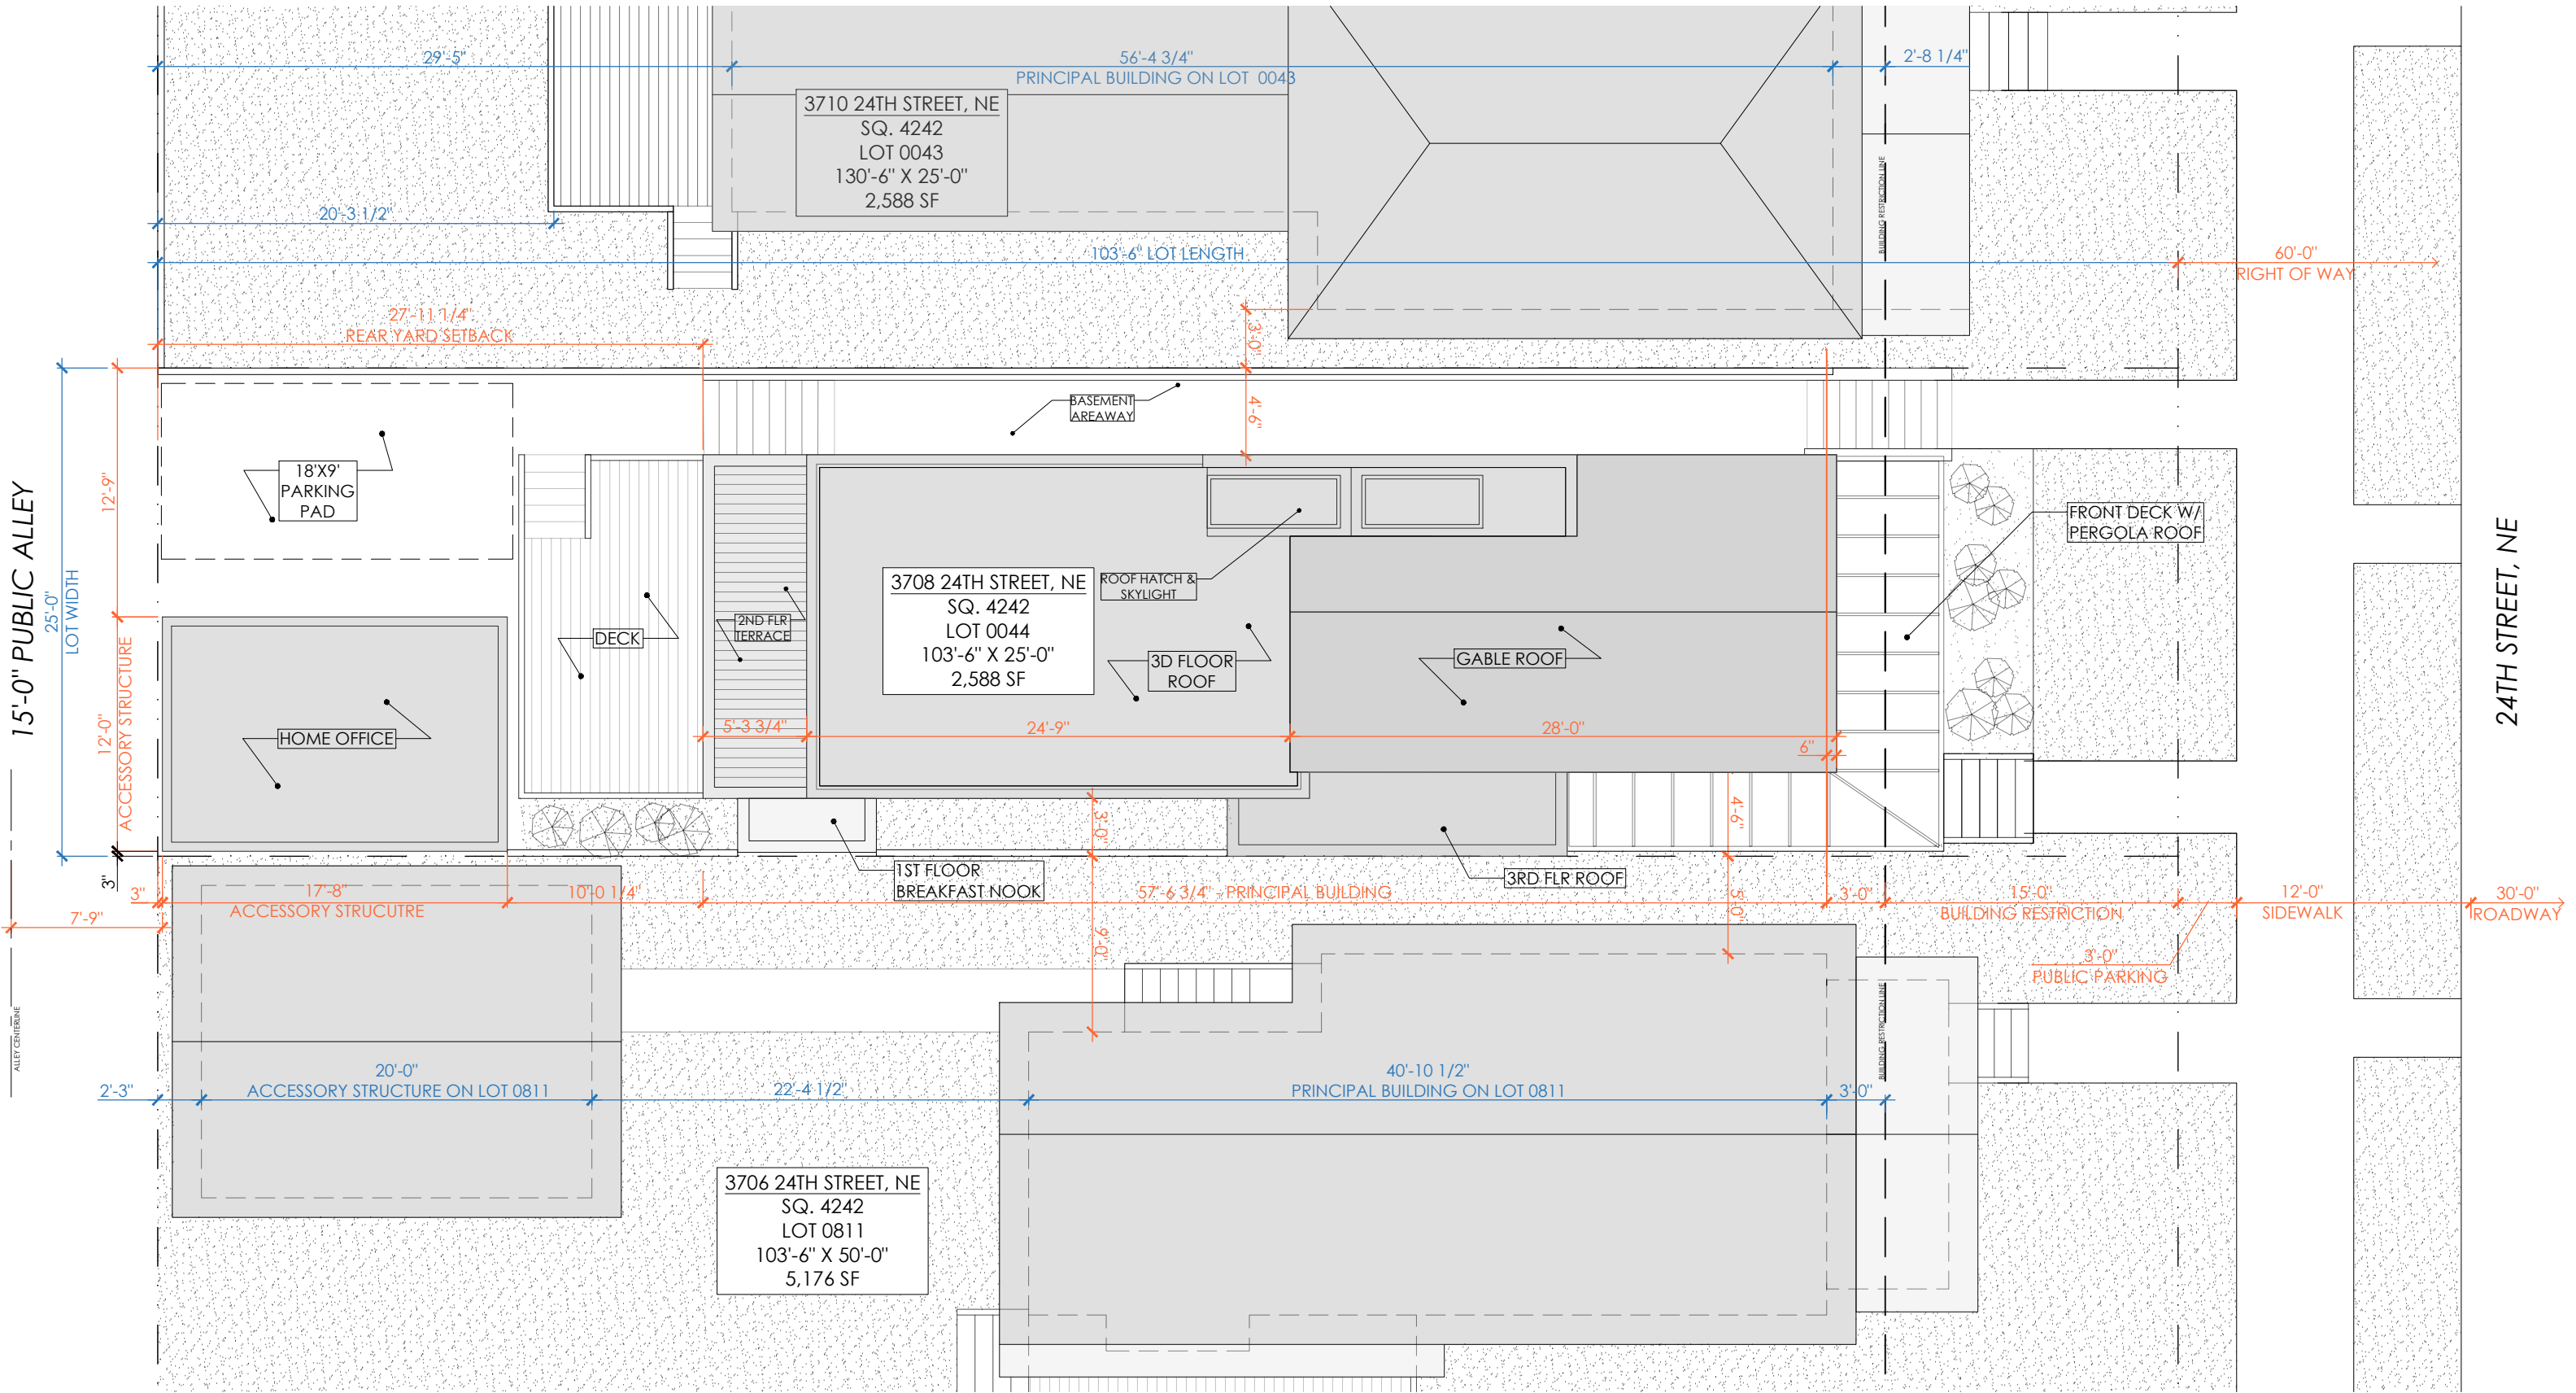 29'-5"
56'-4 3/4"
PRINCIPAL BUILDING ON LOT 0043
2'-8 1/4"
3710 24TH STREET, NE
SQ. 4242
LOT 0043
130'-6" X 25'-0"
2,588 SF
BUILDING RESTRICTION LINE
20'-3 1/2"
103'-6" LOT LENGTH
60'-0"
RIGHT OF WAY
27'-11 1/4"
REAR YARD SETBACK
3'-0"
4'-6"
BASEMENT
AREAWAY
15'-0" PUBLIC ALLEY
25'-0"
LOT WIDTH
12'-9"
18'X9'
PARKING
PAD
FRONT DECK W/
PERGOLA ROOF
24TH STREET, NE
3708 24TH STREET, NE
SQ. 4242
LOT 0044
103'-6" X 25'-0"
2,588 SF
ROOF HATCH &
SKYLIGHT
DECK
2ND FLR
TERRACE
3D FLOOR
ROOF
GABLE ROOF
12'-0"
ACCESSORY STRUCTURE
HOME OFFICE
5'-3 3/4"
24'-9"
28'-0"
6"
3'-0"
4'-6"
1ST FLOOR
BREAKFAST NOOK
3RD FLR ROOF
3"
3"
17'-8"
ACCESSORY STRUCUTRE
10'-0 1/4"
57'-6 3/4" - PRINCIPAL BUILDING
5'-0"
3'-0"
15'-0"
BUILDING RESTRICTION
12'-0"
SIDEWALK
30'-0"
ROADWAY
7'-9"
9'-0"
3'-0"
PUBLIC PARKING
ALLEY CENTERLINE
BUILDING RESTRICTION LINE
2'-3"
20'-0"
ACCESSORY STRUCTURE ON LOT 0811
22'-4 1/2"
40'-10 1/2"
PRINCIPAL BUILDING ON LOT 0811
3'-0"
3706 24TH STREET, NE
SQ. 4242
LOT 0811
103'-6" X 50'-0"
5,176 SF